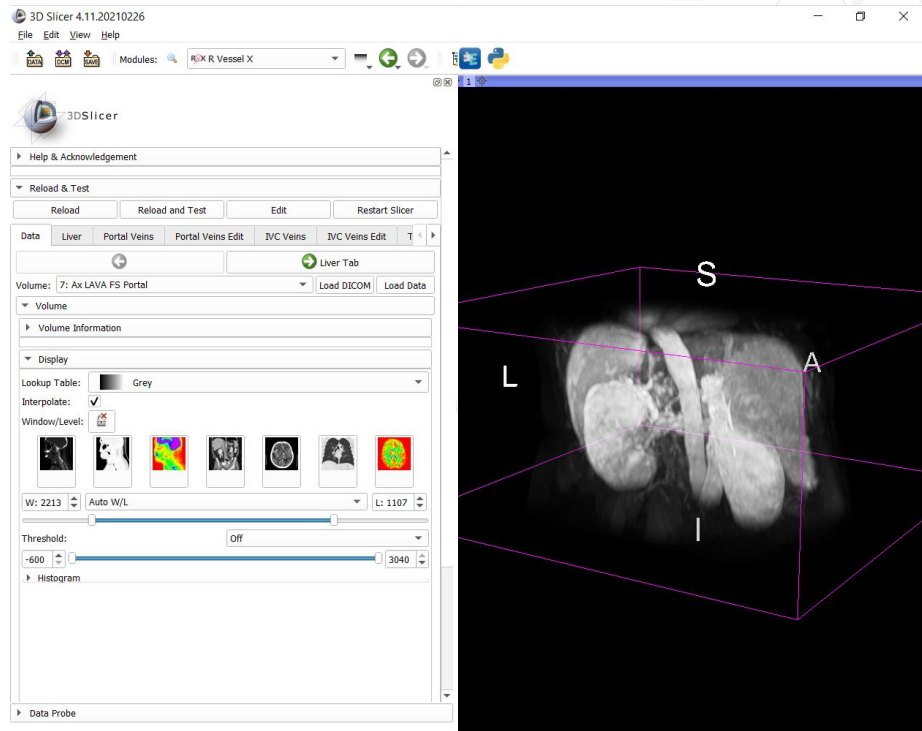 3D Slicer 4.11.20210226
File Edit View Help
DATA DCM SAVE Modules: R Vessel X
1
3DSlicer
Help & Acknowledgement
Reload & Test
Reload Reload and Test Edit Restart Slicer
Data Liver Portal Veins Portal Veins Edit IVC Veins IVC Veins Edit T
Liver Tab
Volume: 7: Ax LAVA FS Portal Load DICOM Load Data
Volume
Volume Information
Display
Lookup Table: Grey
Interpolate:
Window/Level:
W: 2213 Auto W/L L: 1107
Threshold: Off
-600 3040
Histogram
Data Probe
S
A
L
I